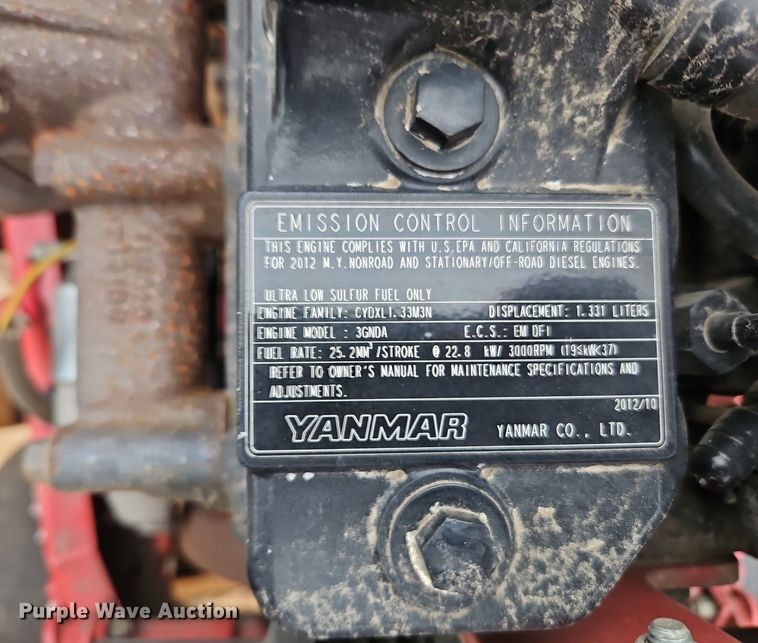 EMISSION CONTROL INFORMATION
THIS ENGINE COMPLIES WITH U.S.EPA AND CALIFORNIA REGULATIONS
FOR 2012 M.Y.NONROAD AND STATIONARY/OFF-ROAD DIESEL ENGINES.
ULTRA LOW SULFUR FUEL ONLY
ENGINE FAMILY: CYDXL1.33M3N DISPLACEMENT: 1.331 LITERS
ENGINE MODEL : 3GNDA E.C.S.: EM DFI
FUEL RATE: 25.2MM³/STROKE @ 22.8 kW/ 3000RPM (19≤kW<37)
REFER TO OWNER'S MANUAL FOR MAINTENANCE SPECIFICATIONS AND
ADJUSTMENTS.
2012/10
YANMAR YANMAR CO., LTD.
Purple Wave Auction